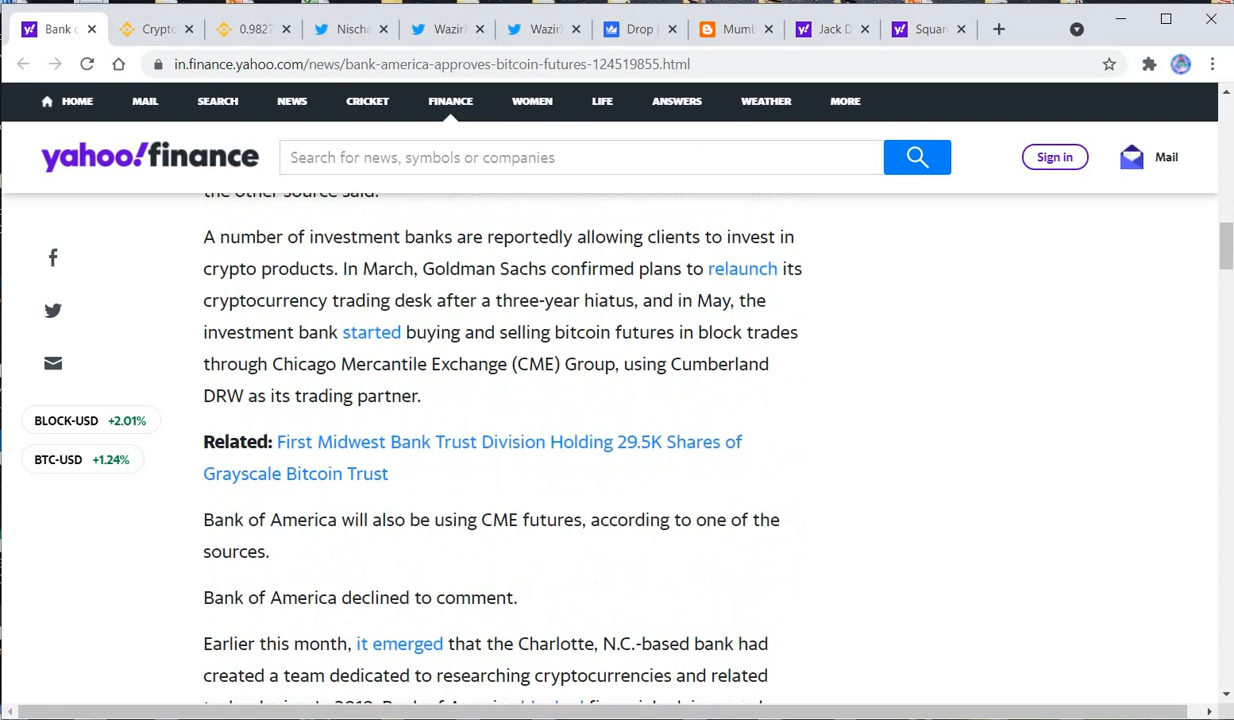 Bank c
Crypto
0.9827
Nischa
Wazir
Wazir
Drop
Mumb
Jack D
Squar
in.finance.yahoo.com/news/bank-america-approves-bitcoin-futures-124519855.html
HOME MAIL SEARCH NEWS CRICKET FINANCE WOMEN LIFE ANSWERS WEATHER MORE
yahoo!finance
Search for news, symbols or companies
Sign in
Mail
the other source said.
A number of investment banks are reportedly allowing clients to invest in
crypto products. In March, Goldman Sachs confirmed plans to relaunch its
cryptocurrency trading desk after a three-year hiatus, and in May, the
investment bank started buying and selling bitcoin futures in block trades
through Chicago Mercantile Exchange (CME) Group, using Cumberland
DRW as its trading partner.
BLOCK-USD +2.01%
BTC-USD +1.24%
Related: First Midwest Bank Trust Division Holding 29.5K Shares of
Grayscale Bitcoin Trust
Bank of America will also be using CME futures, according to one of the
sources.
Bank of America declined to comment.
Earlier this month, it emerged that the Charlotte, N.C.-based bank had
created a team dedicated to researching cryptocurrencies and related